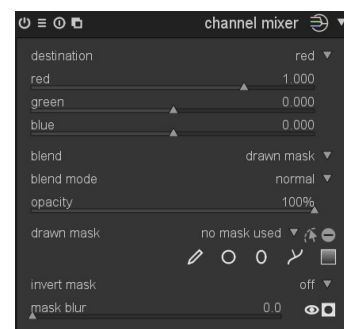 channel mixer
destination red
red 1.000
green 0.000
blue 0.000
blend drawn mask
blend mode normal
opacity 100%
drawn mask no mask used
invert mask off
mask blur 0.0